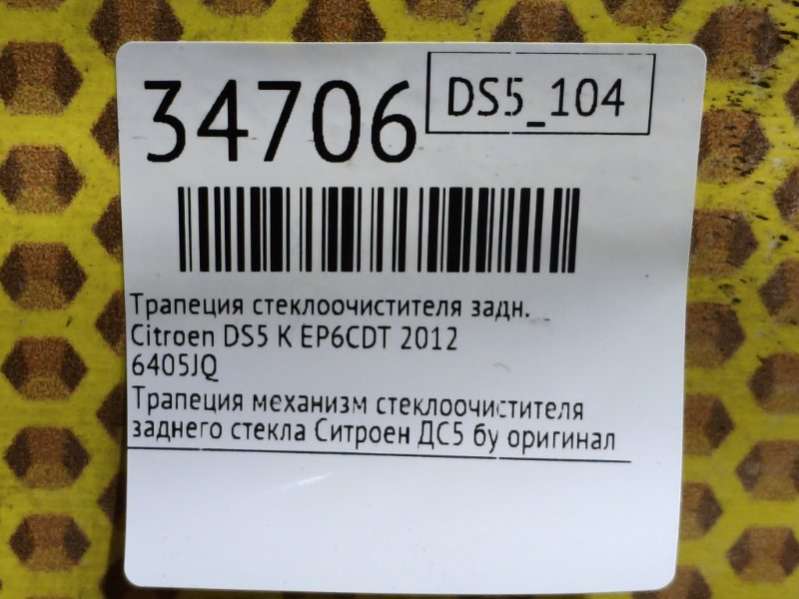 34706
DS5_104
Трапеция стеклоочистителя задн.
Citroen DS5 K EP6CDT 2012
6405JQ
Трапеция механизм стеклоочистителя
заднего стекла Ситроен ДС5 бу оригинал